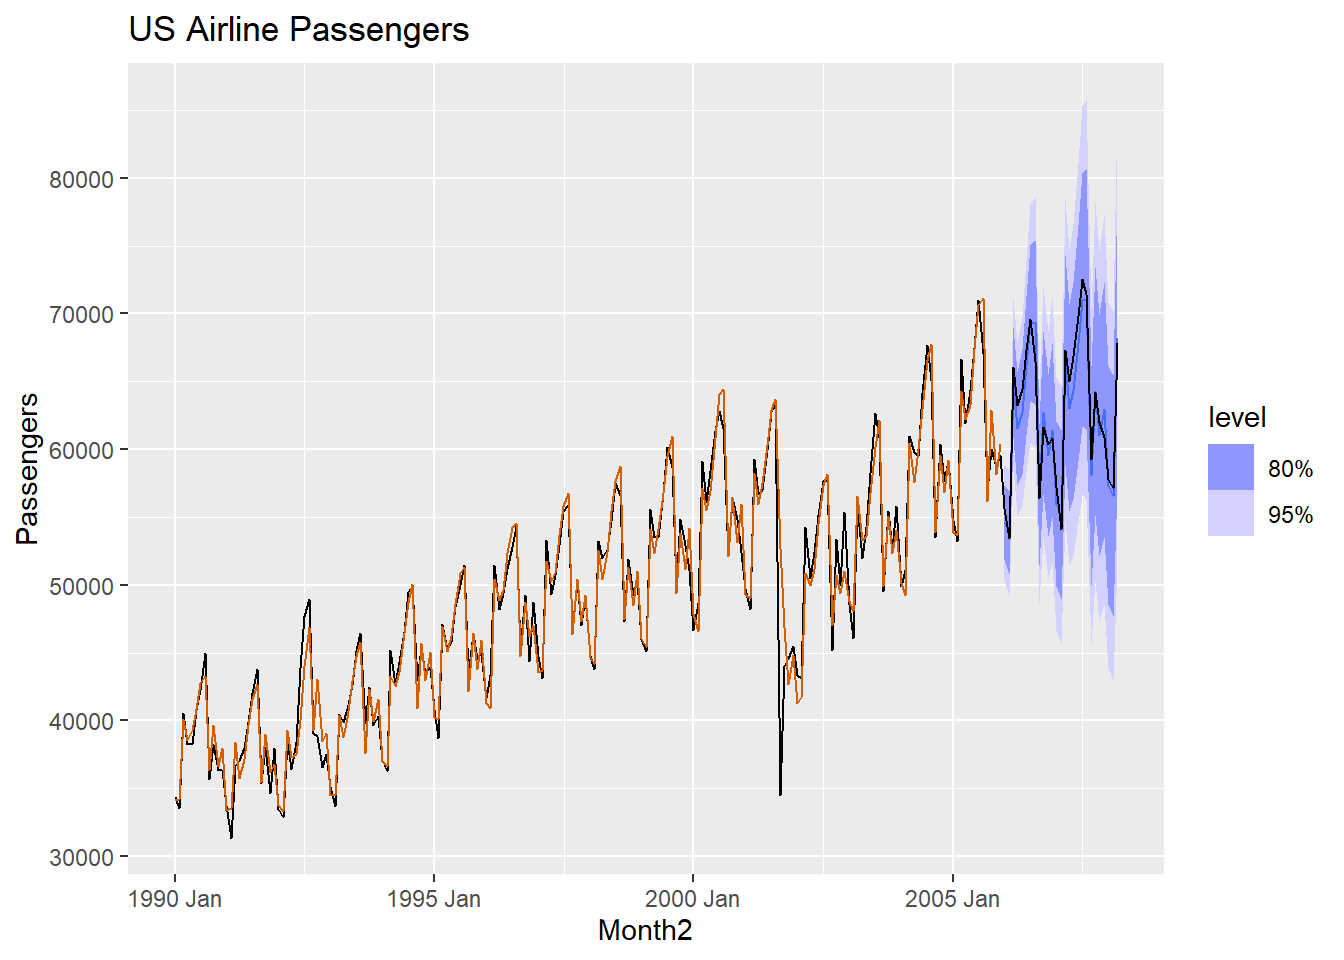 US Airline Passengers
80000
70000
60000
50000
40000
30000
Passengers
1990 Jan
1995 Jan
2000 Jan
2005 Jan
Month2
level
80%
95%